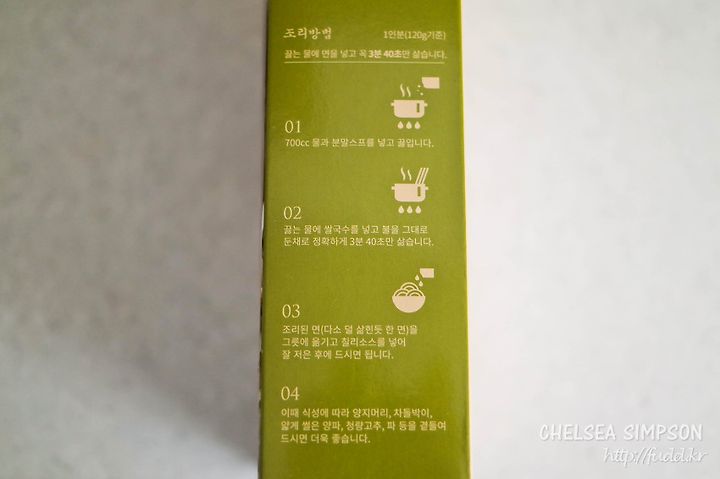 조리방법
1인분(120g기준)
끓는 물에 면을 넣고 꼭 3분 40초만 삶습니다.
01
700cc 물과 분말스프를 넣고 끓입니다.
02
끓는 물에 쌀국수를 넣고 불을 그대로
둔채로 정확하게 3분 40초만 삶습니다.
03
조리된 면(다소 덜 삶힌듯 한 면)을
그릇에 옮기고 칠리소스를 넣어
잘 저은 후에 드시면 됩니다.
04
이때 식성에 따라 양지머리, 차돌박이,
얇게 썰은 양파, 청량고추, 파 등을 곁들여
드시면 더욱 좋습니다.
CHELSEA SIMPSON
http://fudd.kr